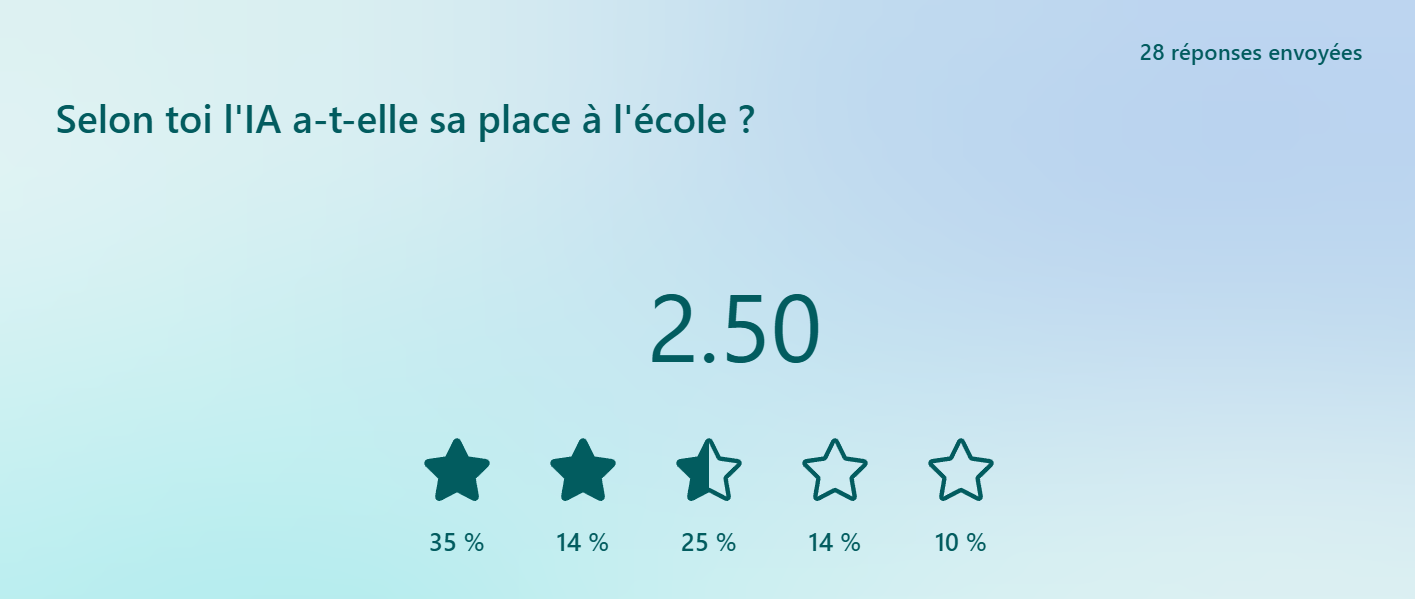 28 réponses envoyées
Selon toi l'IA a-t-elle sa place à l'école ?
2.50
35 % 14 % 25 % 14 % 10 %